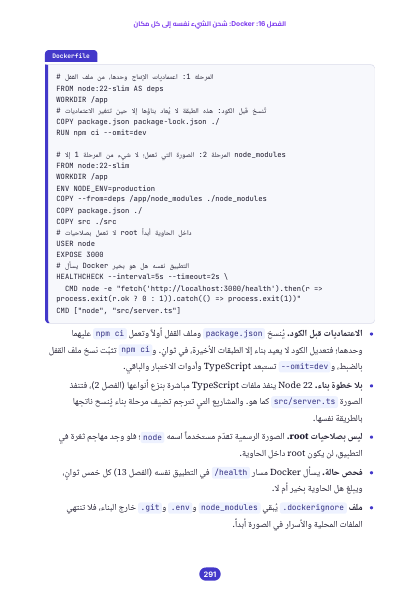 الفصل 16: Docker: شحن الشيء نفسه إلى كل مكان
Dockerfile
# المرحلة 1: اعتماديات الإنتاج وحدها، من ملف القفل
FROM node:22-slim AS deps
WORKDIR /app
# تُنسخ قبل الكود: هذه الطبقة لا يُعاد بناؤها إلا حين تتغير الاعتماديات
COPY package.json package-lock.json ./
RUN npm ci --omit=dev
# المرحلة 2: الصورة التي تعمل؛ لا شيء من المرحلة 1 إلا node_modules
FROM node:22-slim
WORKDIR /app
ENV NODE_ENV=production
COPY --from=deps /app/node_modules ./node_modules
COPY package.json ./
COPY src ./src
# داخل الحاوية أبداً root لا تعمل بصلاحيات
USER node
EXPOSE 3000
# التطبيق نفسه هل هو بخير Docker يسأل
HEALTHCHECK --interval=5s --timeout=2s \
CMD node -e "fetch('http://localhost:3000/health').then(r =>
process.exit(r.ok ? 0 : 1)).catch(() => process.exit(1))"
CMD ["node", "src/server.ts"]
• الاعتماديات قبل الكود. يُنسخ package.json وملف القفل أولاً وتعمل npm ci عليهما
وحدهما؛ فتعديل الكود لا يعيد بناء إلا الطبقات الأخيرة، في ثوانٍ. و npm ci تثبّت نسخ ملف القفل
بالضبط، و --omit=dev تستبعد TypeScript وأدوات الاختبار والباقي.
• بلا خطوة بناء. Node 22 ينفذ ملفات TypeScript مباشرة بنزع أنواعها (الفصل 2)، فتنفذ
الصورة src/server.ts كما هو. والمشاريع التي تترجم تضيف مرحلة بناء يُنسخ ناتجها
بالطريقة نفسها.
• ليس بصلاحيات root. الصورة الرسمية تقدّم مستخدماً اسمه node؛ فلو وجد مهاجم ثغرة في
التطبيق، لن يكون root داخل الحاوية.
• فحص حالة. يسأل Docker مسار /health في التطبيق نفسه (الفصل 13) كل خمس ثوانٍ،
ويبلغ هل الحاوية بخير أم لا.
• ملف .dockerignore يُبقي node_modules و .env و .git خارج البناء، فلا تنتهي
الملفات المحلية والأسرار في الصورة أبداً.
291